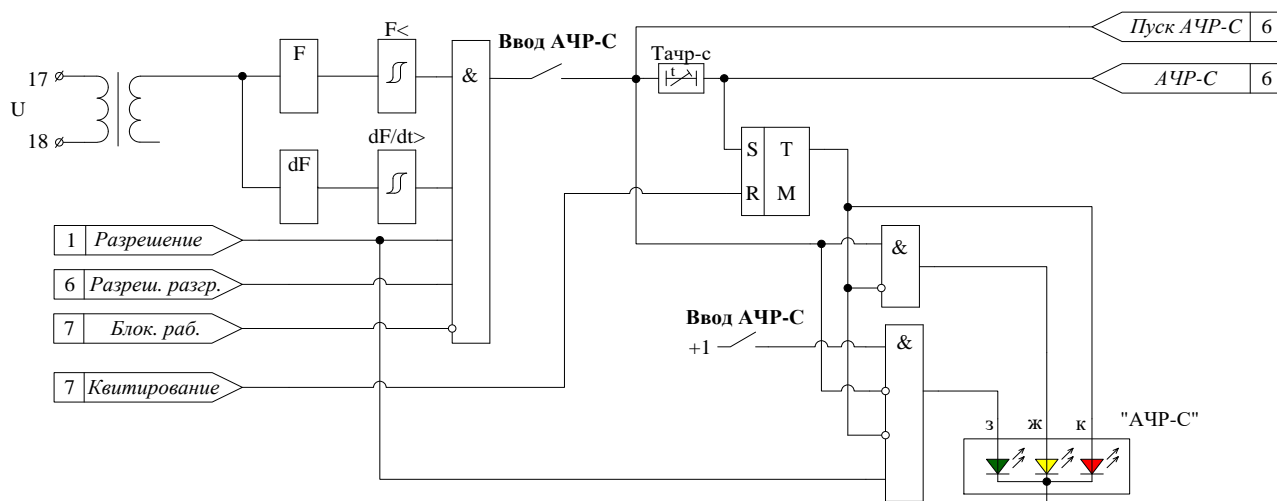 Пуск АЧР-С 6
F<
F
Ввод АЧР-С
&
Тачр-с
t
17
АЧР-С 6
U
18
dF/dt>
dF
S T
R M
1 Разрешение
&
6 Разреш. разгр.
7 Блок. раб.
Ввод АЧР-С
+1
&
7 Квитирование
"АЧР-С"
з ж к